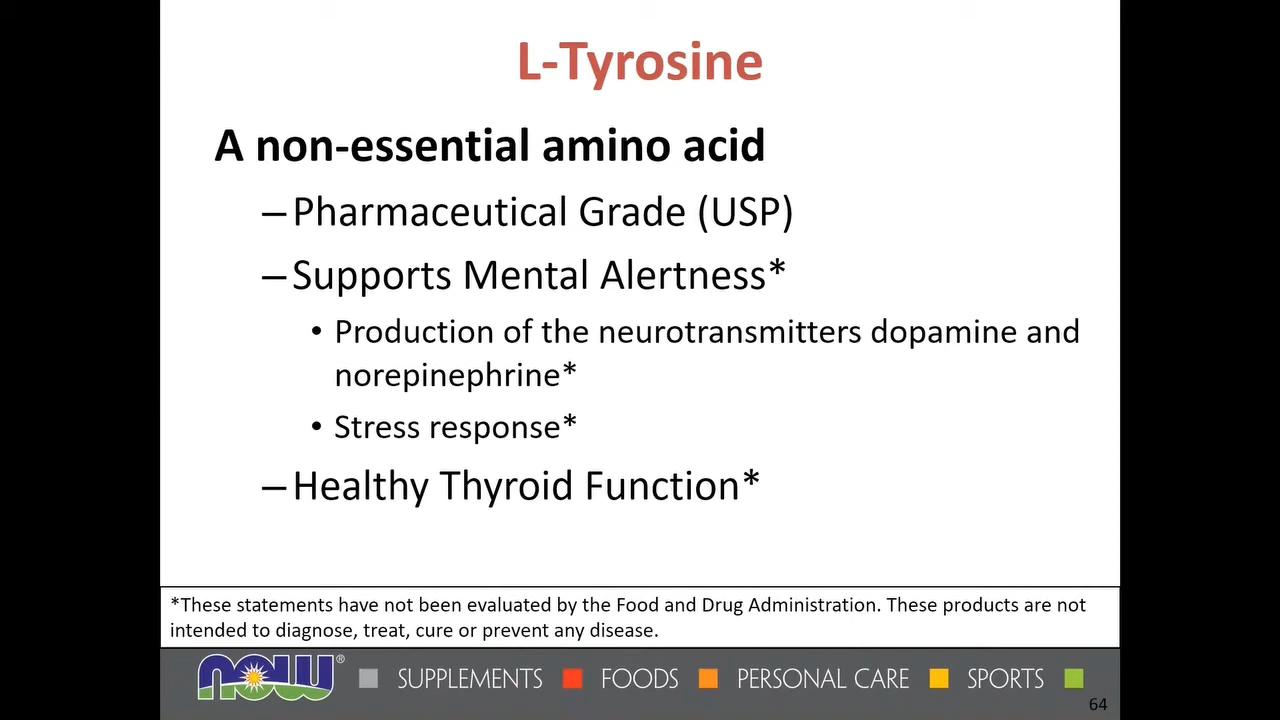 L-Tyrosine
A non-essential amino acid
–Pharmaceutical Grade (USP)
–Supports Mental Alertness*
• Production of the neurotransmitters dopamine and
norepinephrine*
• Stress response*
–Healthy Thyroid Function*
*These statements have not been evaluated by the Food and Drug Administration. These products are not
intended to diagnose, treat, cure or prevent any disease.
now® SUPPLEMENTS FOODS PERSONAL CARE SPORTS
64